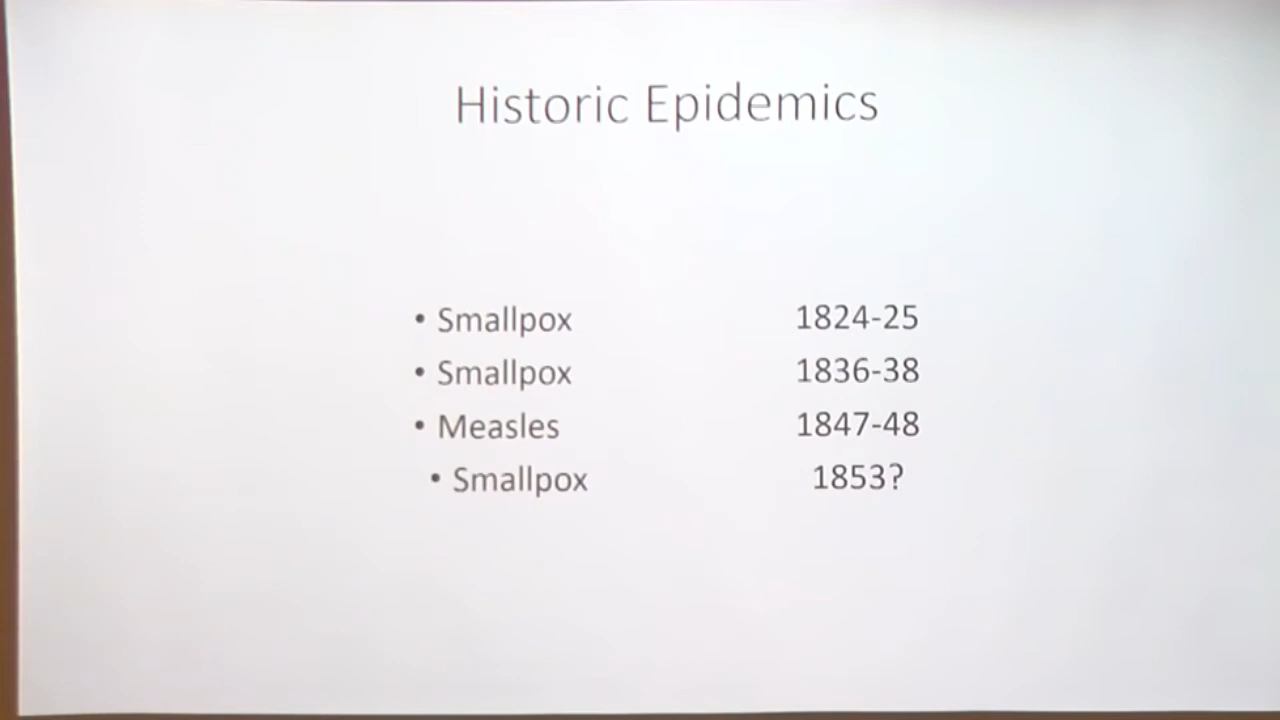 Historic Epidemics
• Smallpox 1824-25
• Smallpox 1836-38
• Measles 1847-48
• Smallpox 1853?